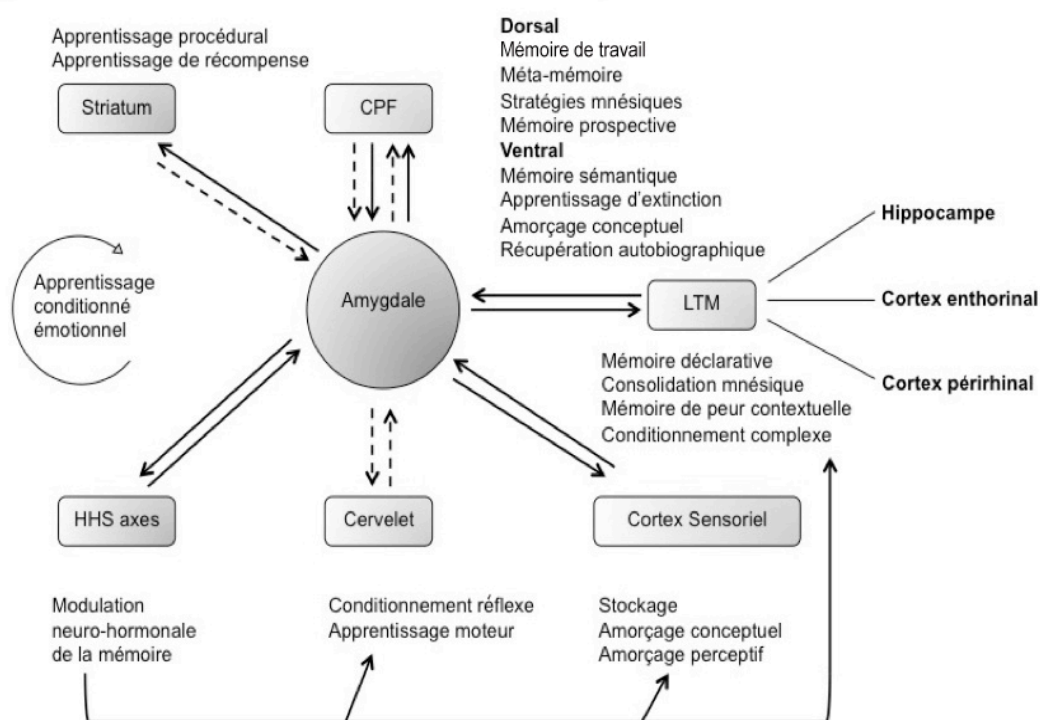 Apprentissage procédural
Apprentissage de récompense
Striatum
CPF
Dorsal
Mémoire de travail
Méta-mémoire
Stratégies mnésiques
Mémoire prospective
Ventral
Mémoire sémantique
Apprentissage d'extinction
Amorçage conceptuel
Récupération autobiographique
Apprentissage
conditionné
émotionnel
Amygdale
LTM
Hippocampe
Cortex enthorinal
Cortex périrhinal
Mémoire déclarative
Consolidation mnésique
Mémoire de peur contextuelle
Conditionnement complexe
HHS axes
Cervelet
Cortex Sensoriel
Modulation
neuro-hormonale
de la mémoire
Conditionnement réflexe
Apprentissage moteur
Stockage
Amorçage conceptuel
Amorçage perceptif